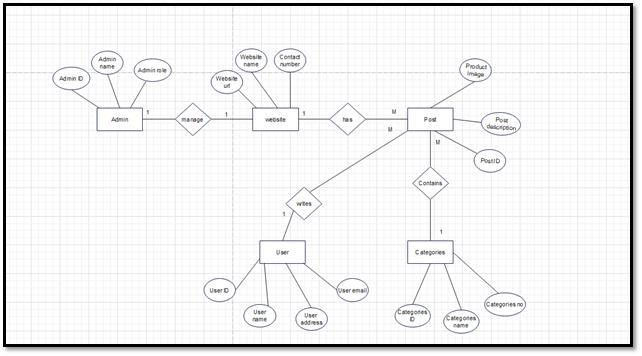 Product
Image
Admin
name
Admin role
Admin ID
Website
name
Contact
number
Website
url
Admin
1
manage
1
website
1
has
M
Post
Post
description
M
M
Post ID
Contains
writes
1
1
User
Categories
User ID
User email
User
name
User
address
Categories
ID
Categories
name
Categories no